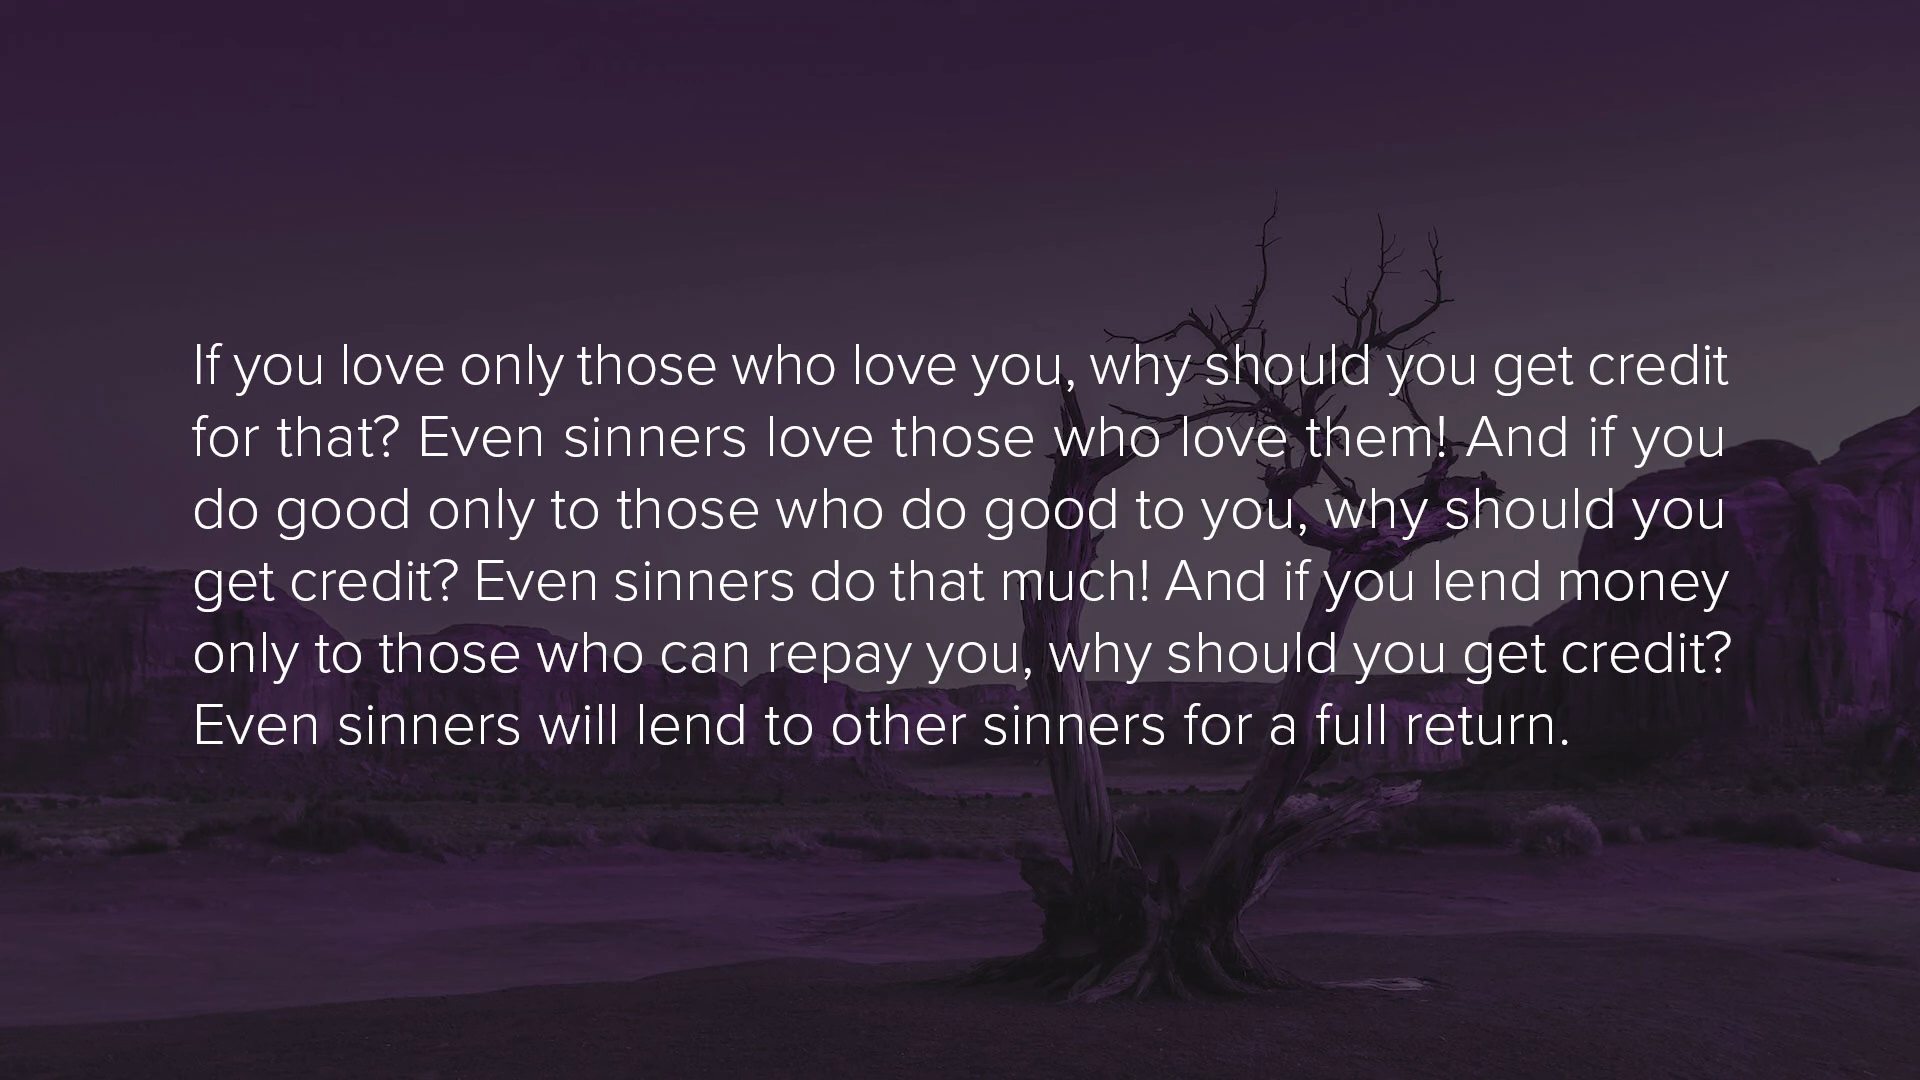 If you love only those who love you, why should you get credit
for that? Even sinners love those who love them! And if you
do good only to those who do good to you, why should you
get credit? Even sinners do that much! And if you lend money
only to those who can repay you, why should you get credit?
Even sinners will lend to other sinners for a full return.